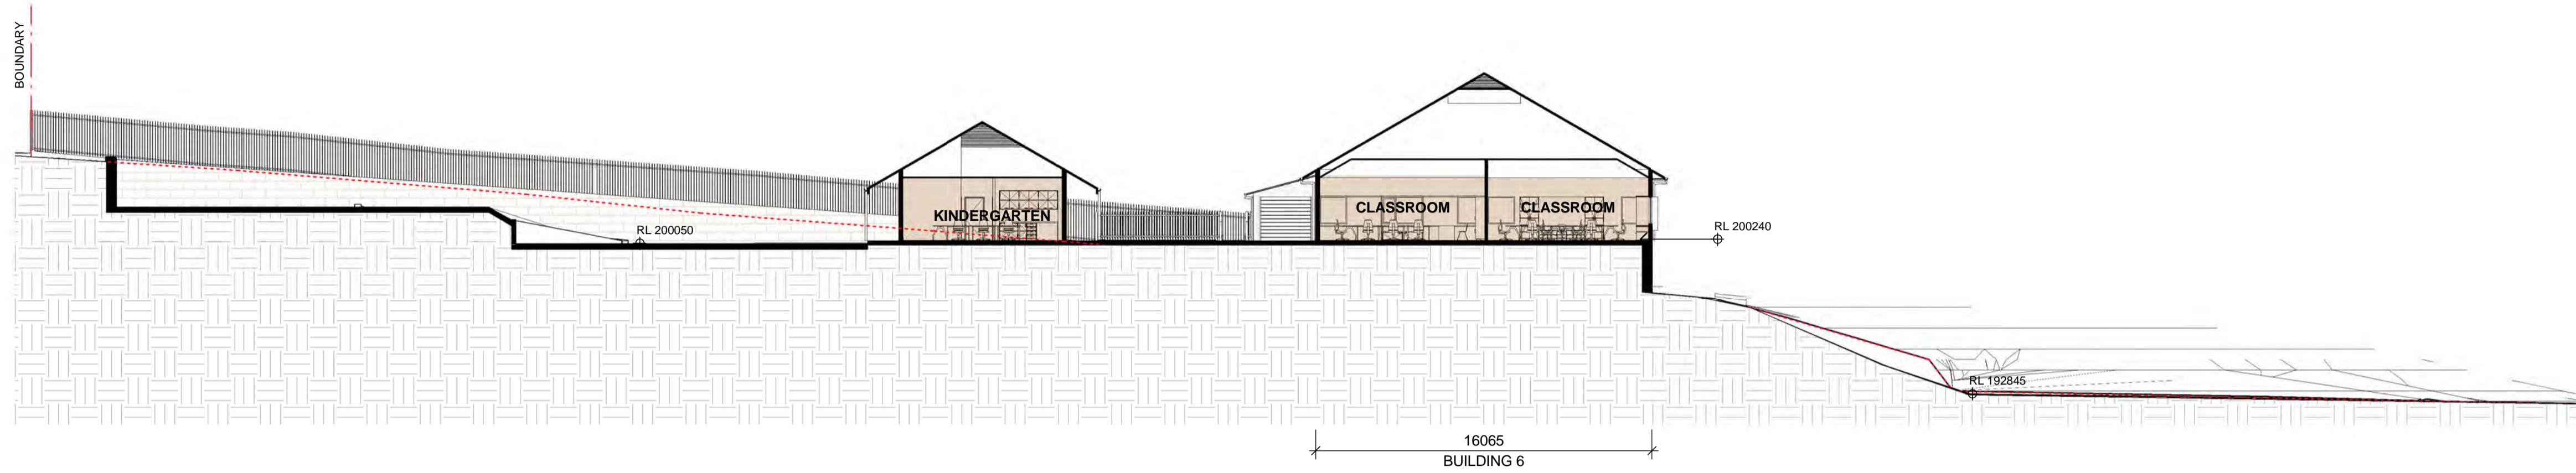 BOUNDARY
KINDERGARTEN
CLASSROOM
CLASSROOM
RL 200050
RL 200240
RL 192845
16065
BUILDING 6